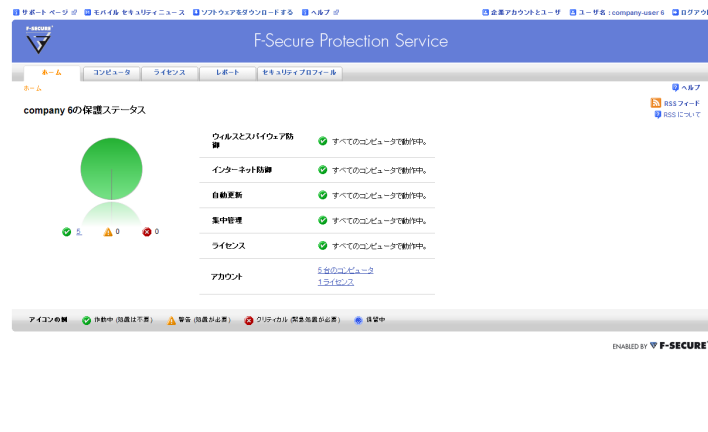 サポート ページ モバイル セキュリティニュース ソフトウェアをダウンロードする ヘルプ 企業アカウントとユーザ ユーザ名 : company-user 6 ログアウ
F-SECURE
F-Secure Protection Service
ホーム コンピュータ ライセンス レポート セキュリティプロフィール
ホーム
ヘルプ
company 6の保護ステータス
RSS フィード
RSS について
ウィルスとスパイウェア防御 すべてのコンピュータで動作中。
インターネット防御 すべてのコンピュータで動作中。
自動更新 すべてのコンピュータで動作中。
集中管理 すべてのコンピュータで動作中。
5 0 0
ライセンス すべてのコンピュータで動作中。
アカウント 5 台のコンピュータ
1 ライセンス
アイコンの例 作動中 (処置は不要) 警告 (処置が必要) クリティカル (緊急処置が必要) 保留中
ENABLED BY F-SECURE